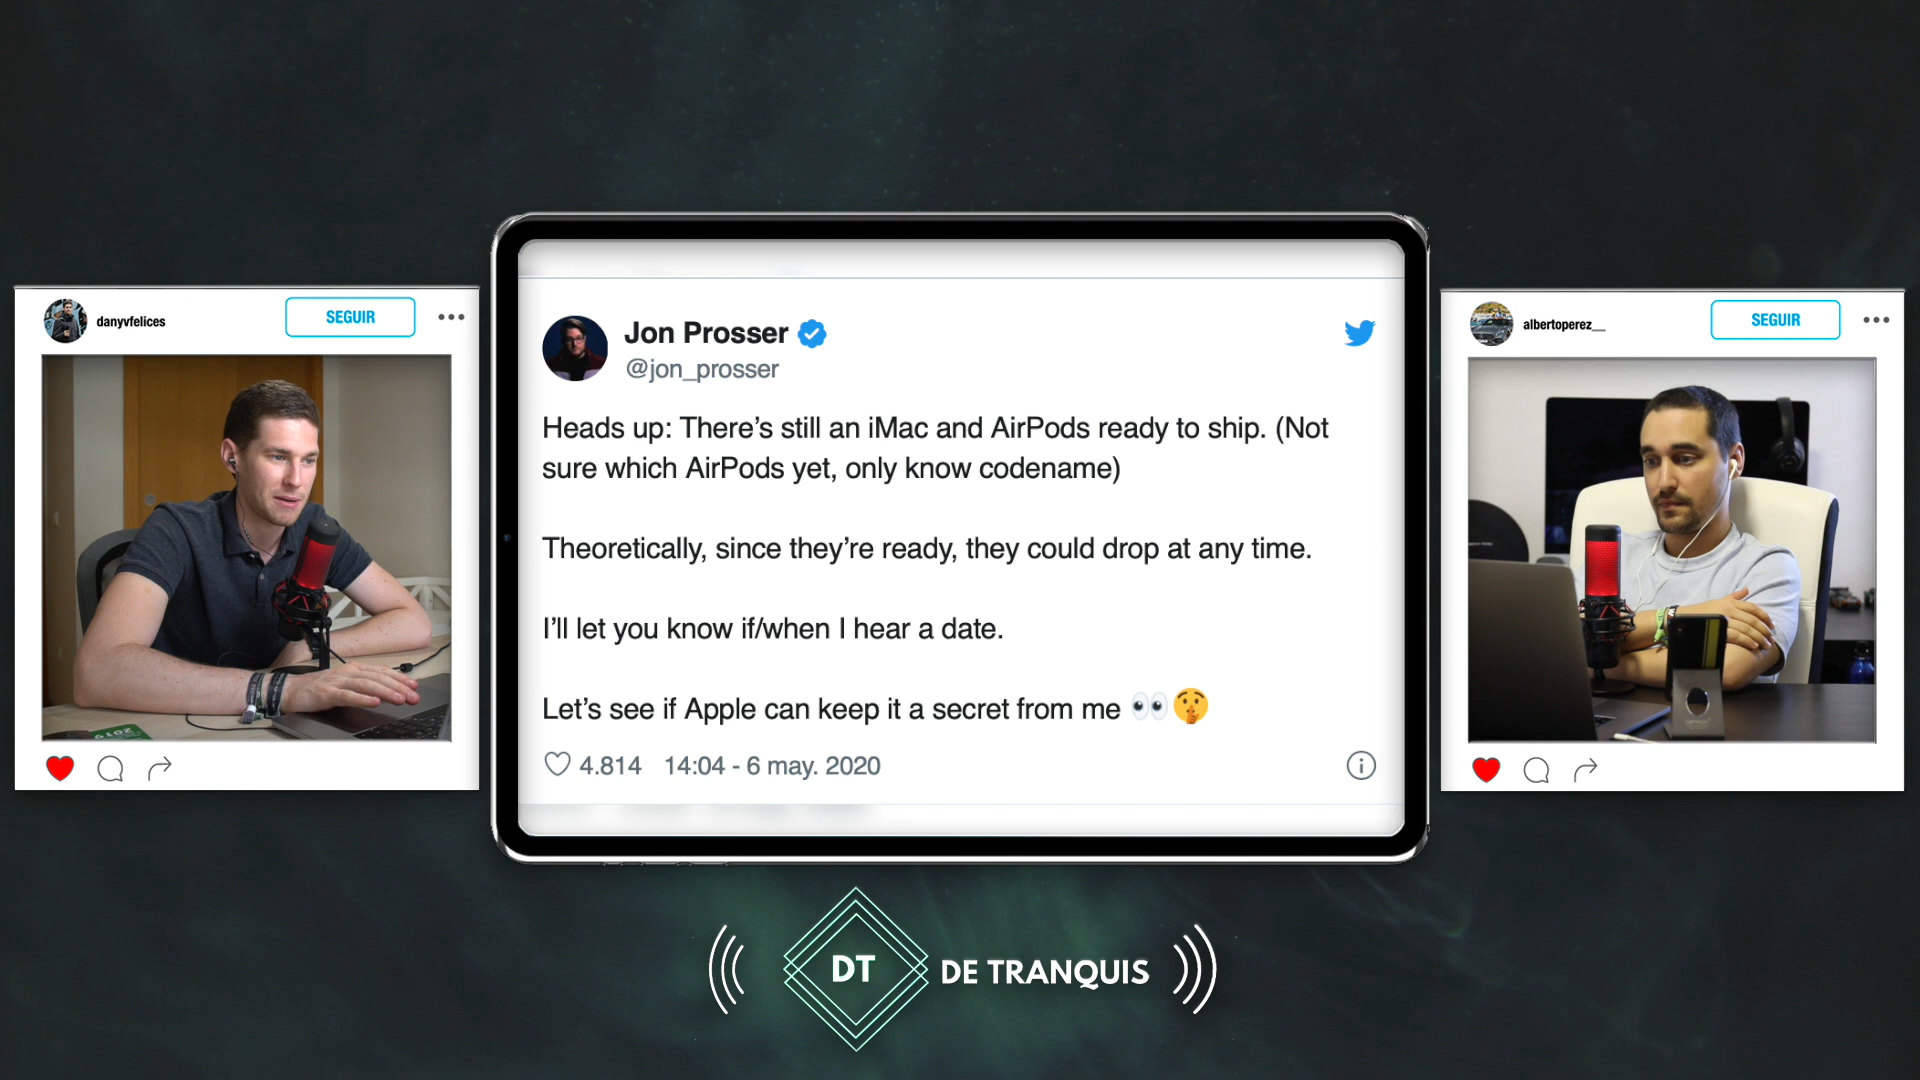 danyvfelices
SEGUIR
Jon Prosser
@jon_prosser
Heads up: There’s still an iMac and AirPods ready to ship. (Not
sure which AirPods yet, only know codename)
Theoretically, since they’re ready, they could drop at any time.
I’ll let you know if/when I hear a date.
Let’s see if Apple can keep it a secret from me 👀🤫
4.814 14:04 - 6 may. 2020
albertoperez__
SEGUIR
2019
DT
DE TRANQUIS